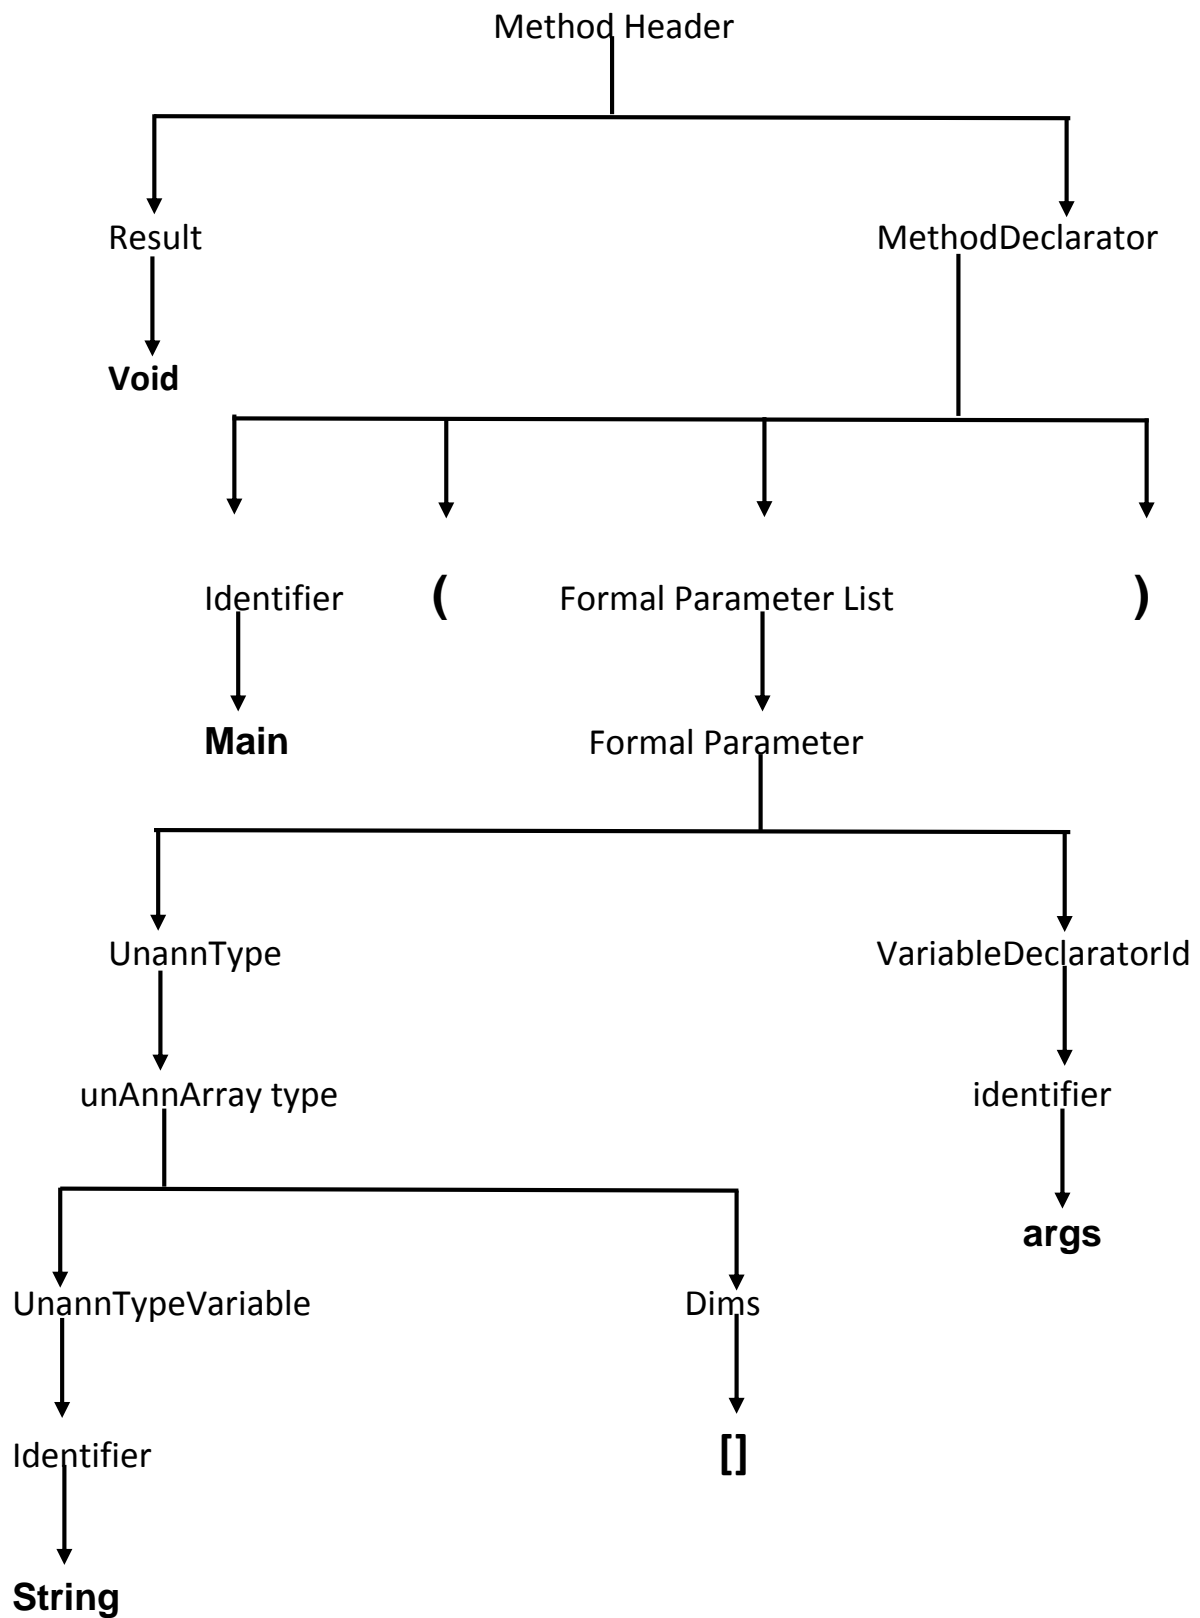 Method Header
Result MethodDeclarator
Void
Identifier ( Formal Parameter List )
Main Formal Parameter
UnannType VariableDeclaratorId
unAnnArray type identifier
args
UnannTypeVariable Dims
Identifier []
String